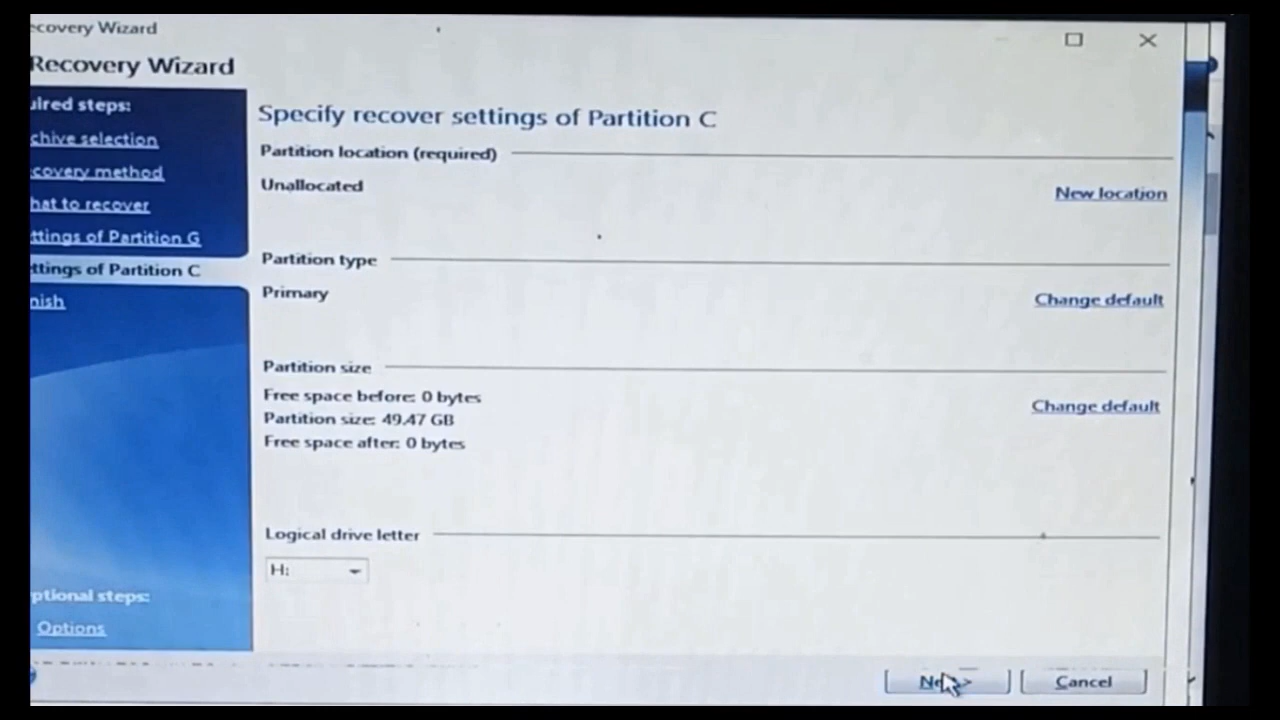 covery Wizard
Recovery Wizard
uired steps:
chive selection
covery method
hat to recover
ttings of Partition G
ttings of Partition C
nish
ptional steps:
Options
Specify recover settings of Partition C
Partition location (required)
Unallocated
New location
Partition type
Primary
Change default
Partition size
Free space before: 0 bytes
Partition size: 49.47 GB
Free space after: 0 bytes
Change default
Logical drive letter
H:
Cancel